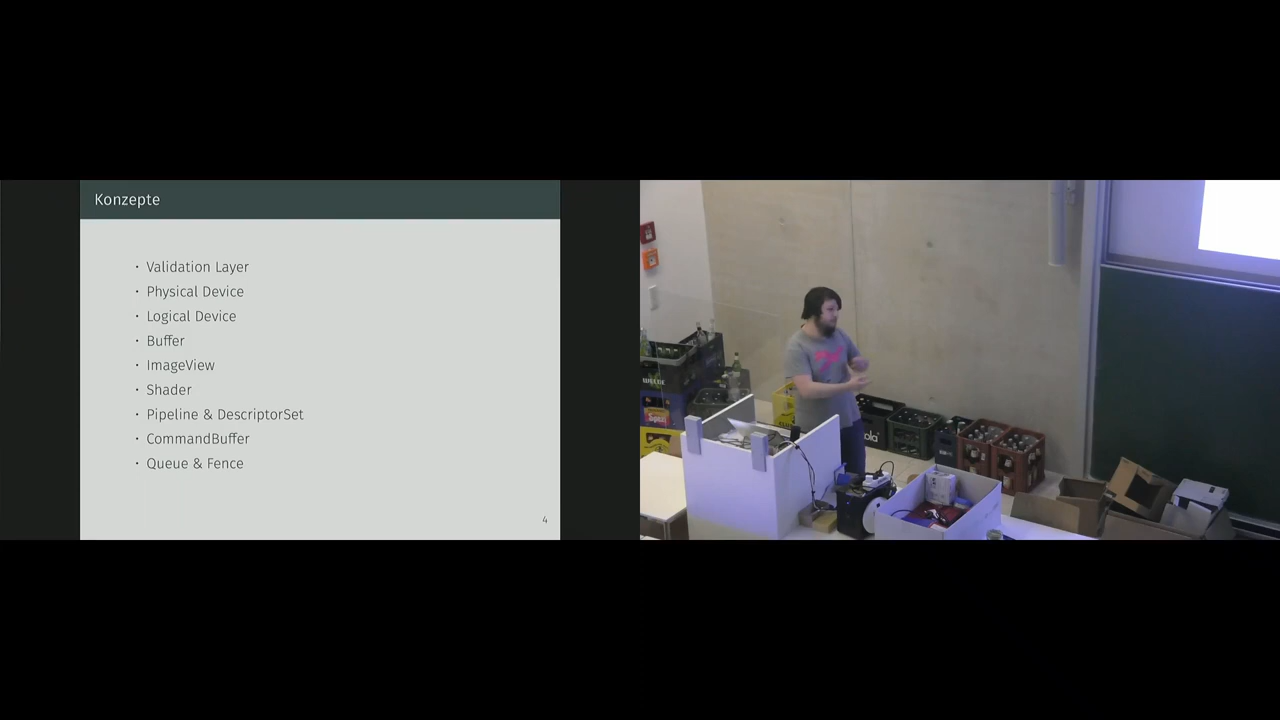 Konzepte
· Validation Layer
· Physical Device
· Logical Device
· Buffer
· ImageView
· Shader
· Pipeline & DescriptorSet
· CommandBuffer
· Queue & Fence
4